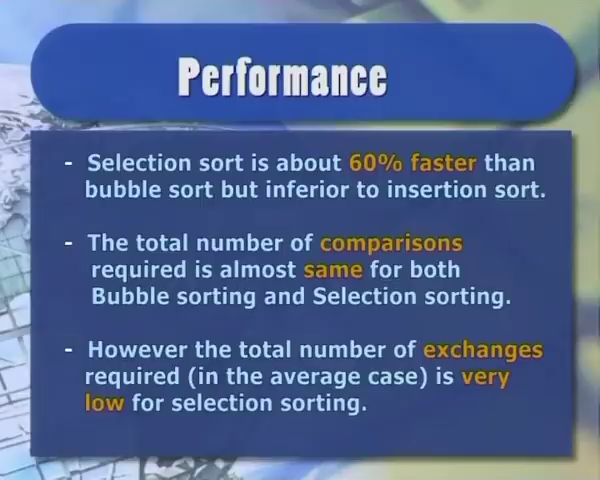 Performance
- Selection sort is about 60% faster than
bubble sort but inferior to insertion sort.
- The total number of comparisons
required is almost same for both
Bubble sorting and Selection sorting.
- However the total number of exchanges
required (in the average case) is very
low for selection sorting.